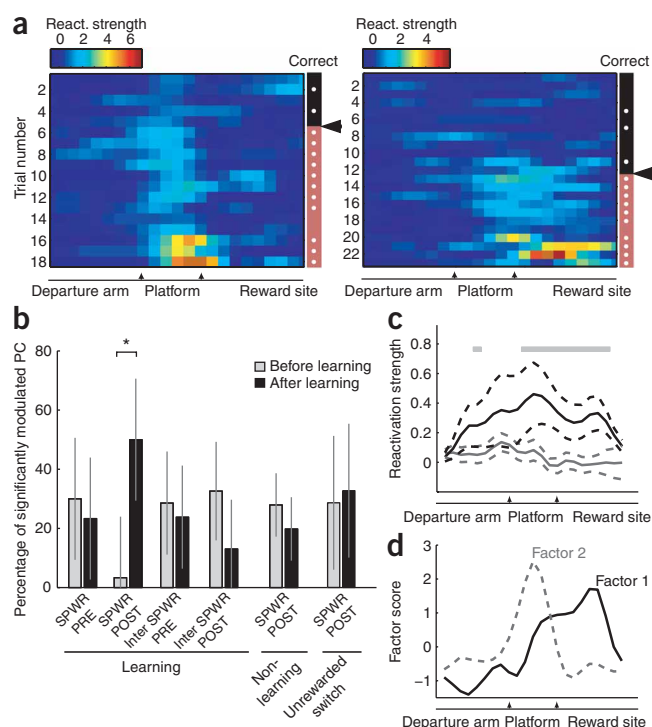 a
React. strength
0 2 4 6
Correct
Trial number
2
4
6
8
10
12
14
16
18
Departure arm Platform Reward site
React. strength
0 2 4 6
Correct
2
4
6
8
10
12
14
16
18
20
22
Departure arm Platform Reward site
b
Percentage of significantly modulated PC
80
60
40
20
0
*
Before learning
After learning
SPWR PRE
SPWR POST
Inter SPWR PRE
Inter SPWR POST
SPWR POST
SPWR POST
Learning
Non-learning
Unrewarded switch
c
Reactivation strength
0.8
0.6
0.4
0.2
0
Departure arm Platform Reward site
d
Factor score
3
2
1
0
−1
Factor 2
Factor 1
Departure arm Platform Reward site